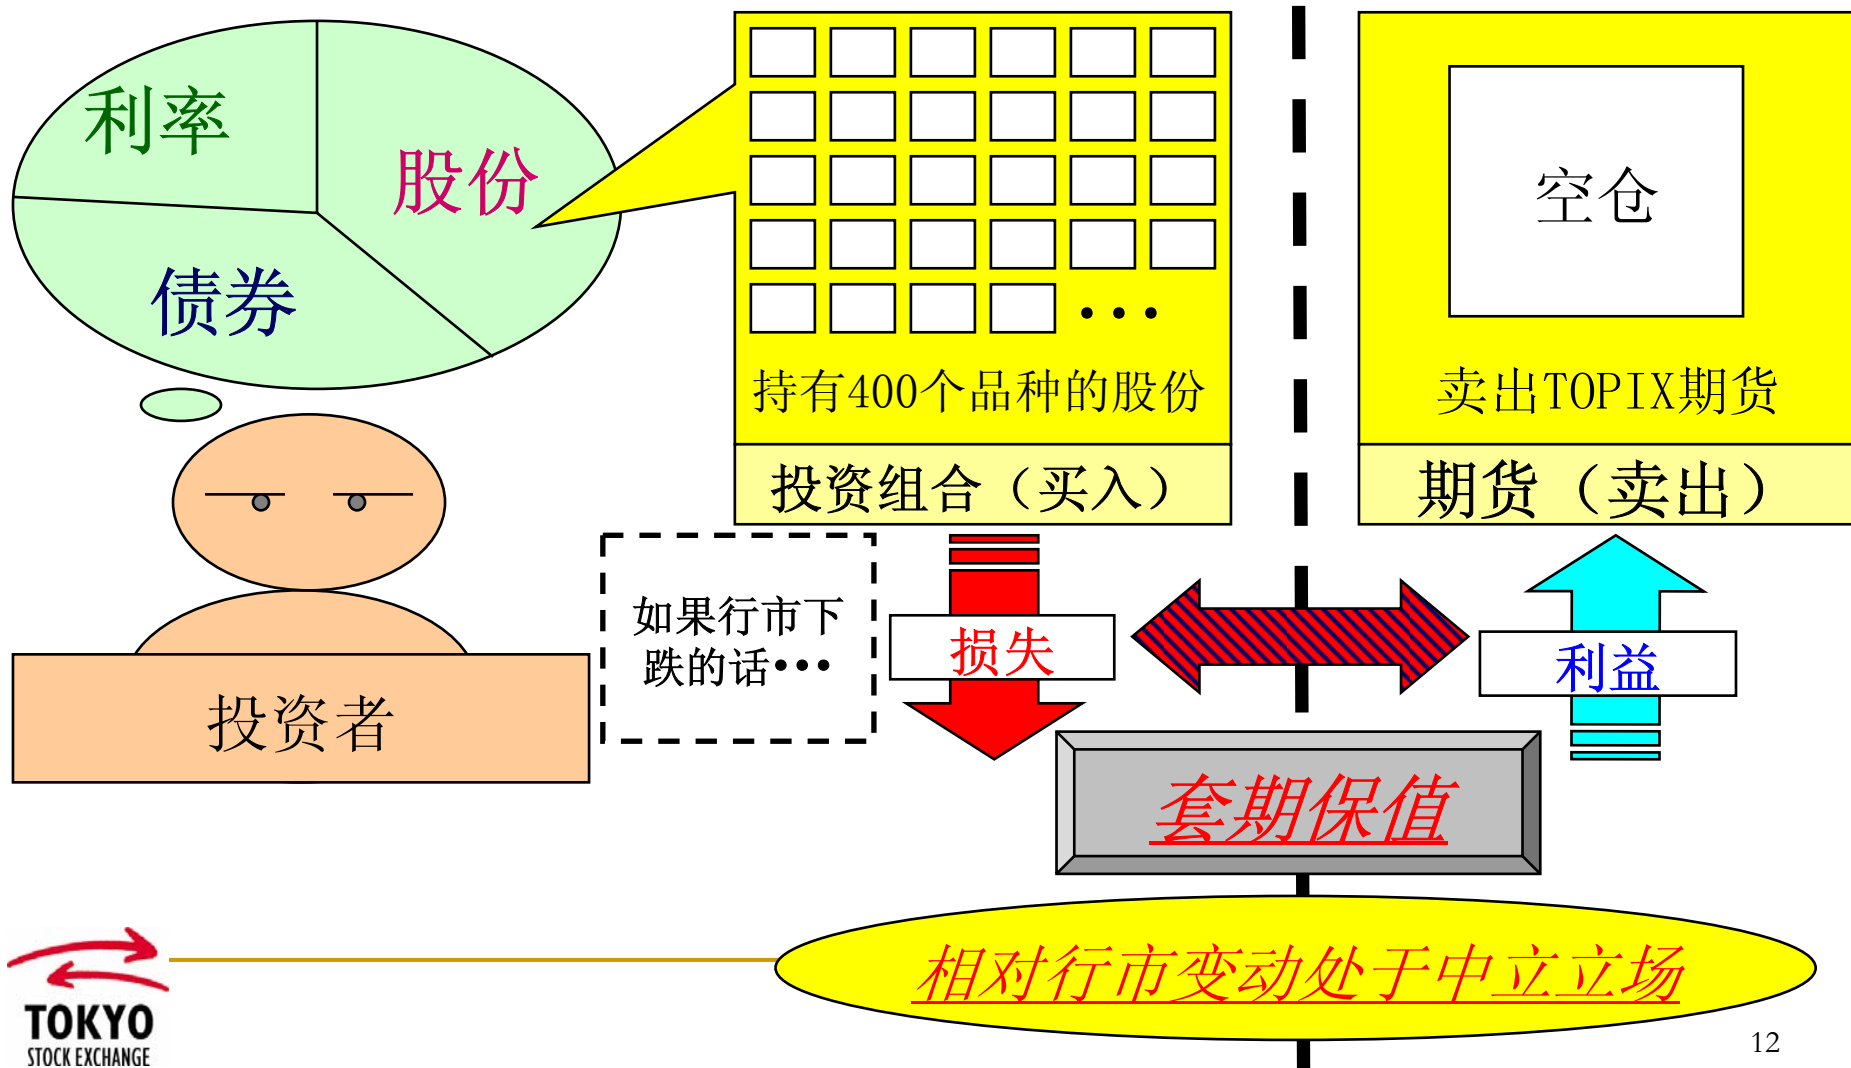 利率
股份
债券
投资者
持有400个品种的股份
投资组合（买入）
空仓
卖出TOPIX期货
期货（卖出）
如果行市下
跌的话•••
损失
利益
套期保值
相对行市变动处于中立立场
TOKYO
STOCK EXCHANGE
12